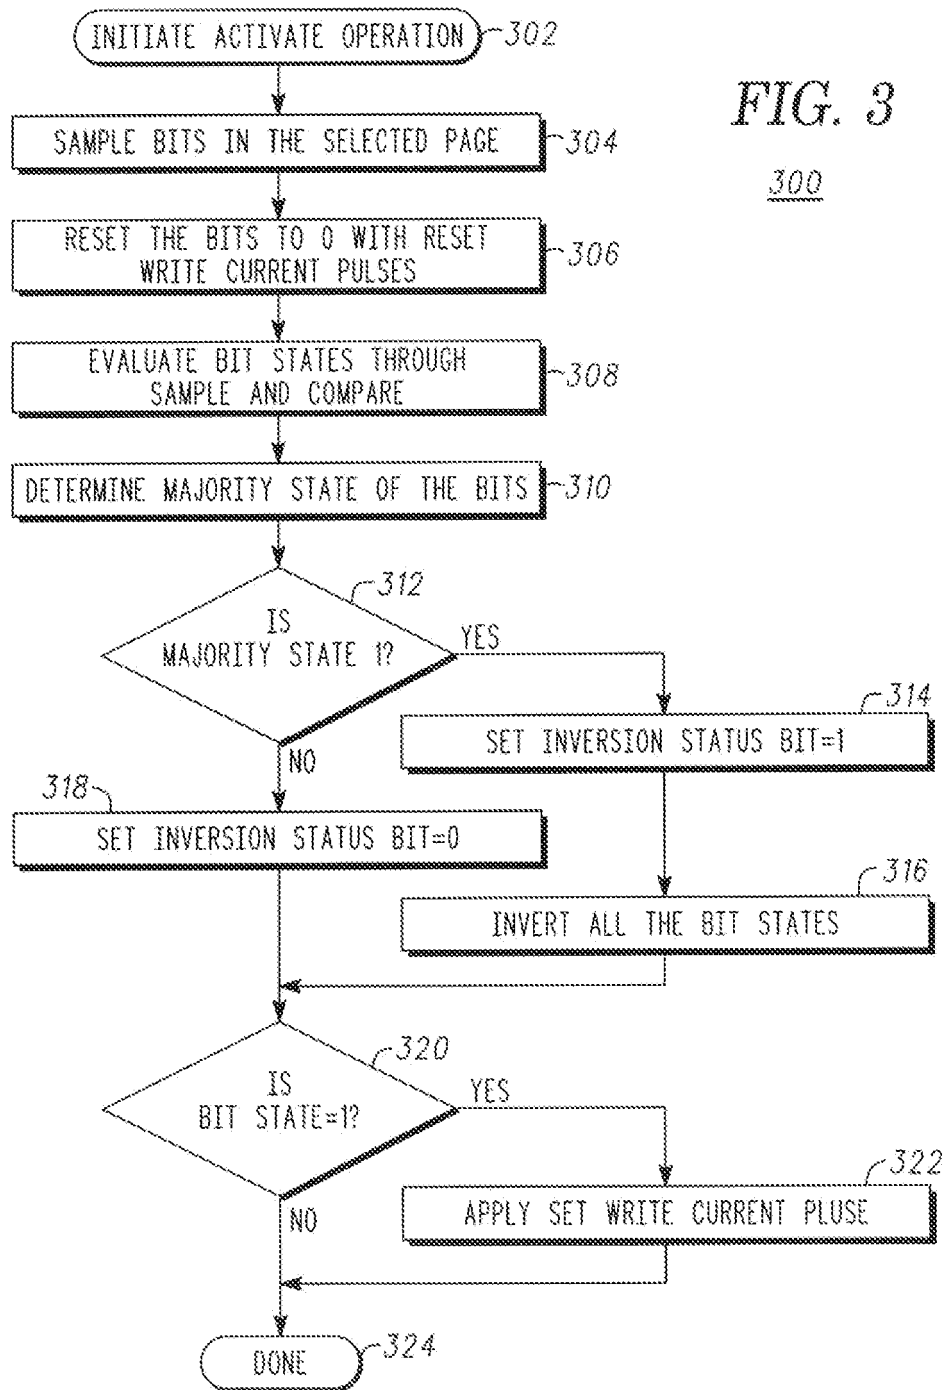 INITIATE ACTIVATE OPERATION
302
FIG. 3
300
SAMPLE BITS IN THE SELECTED PAGE
304
RESET THE BITS TO 0 WITH RESET
WRITE CURRENT PULSES
306
EVALUATE BIT STATES THROUGH
SAMPLE AND COMPARE
308
DETERMINE MAJORITY STATE OF THE BITS
310
312
IS
MAJORITY STATE 1?
YES
NO
314
SET INVERSION STATUS BIT=1
318
SET INVERSION STATUS BIT=0
316
INVERT ALL THE BIT STATES
320
IS
BIT STATE=1?
YES
NO
322
APPLY SET WRITE CURRENT PLUSE
DONE
324